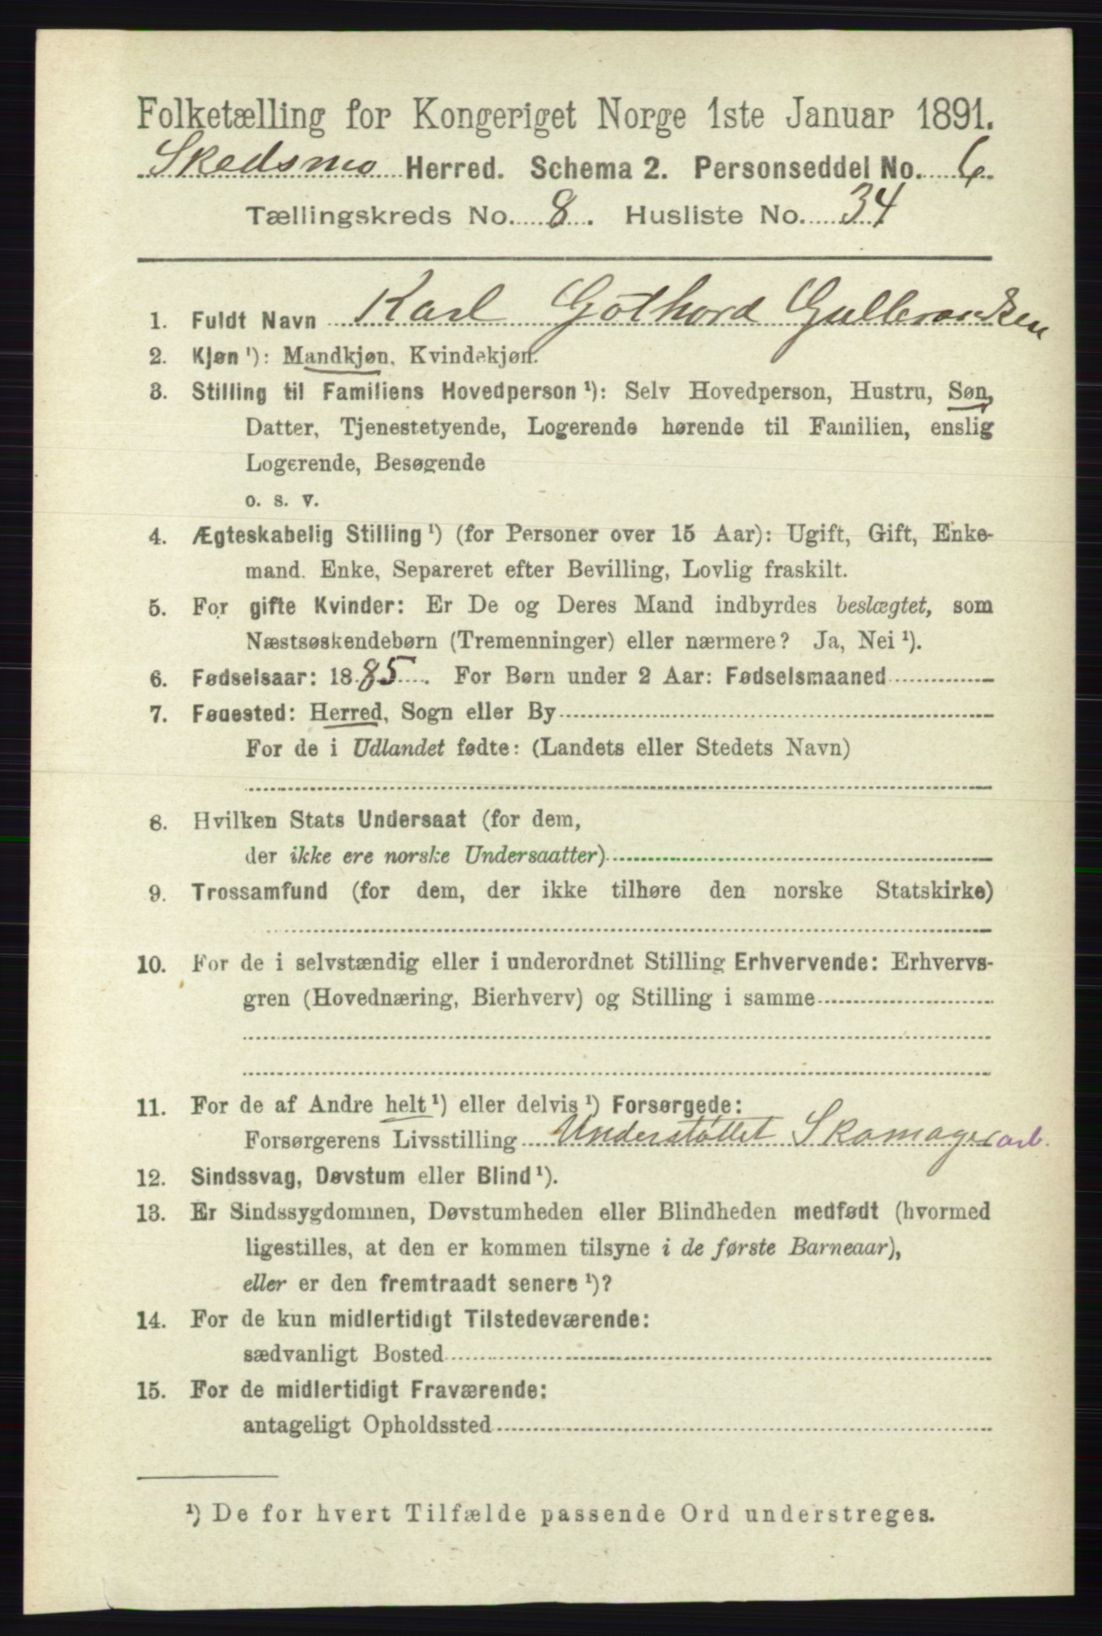 Folketælling for Kongeriget Norge 1ste Januar 1891.
Skedsmo Herred. Schema 2. Personseddel No. 6.
Tællingskreds No. 8. Husliste No. 34
1. Fuldt Navn Karl Gothard Gulbrandsen
2. Kjøn ¹): Mandkjøn, Kvindekjøn.
3. Stilling til Familiens Hovedperson ¹): Selv Hovedperson, Hustru, Søn,
Datter, Tjenestetyende, Logerende hørende til Familien, enslig
Logerende, Besøgende
o. s. v.
4. Ægteskabelig Stilling ¹) (for Personer over 15 Aar): Ugift, Gift, Enke-
mand. Enke, Separeret efter Bevilling, Lovlig fraskilt.
5. For gifte Kvinder: Er De og Deres Mand indbyrdes beslægtet, som
Næstsøskendebørn (Tremenninger) eller nærmere? Ja, Nei ¹).
6. Fødselsaar: 1885. For Børn under 2 Aar: Fødselsmaaned
7. Fødested: Herred, Sogn eller By
For de i Udlandet fødte: (Landets eller Stedets Navn)
8. Hvilken Stats Undersaat (for dem,
der ikke ere norske Undersaatter)
9. Trossamfund (for dem, der ikke tilhøre den norske Statskirke)
10. For de i selvstændig eller i underordnet Stilling Erhvervende: Erhvervs-
gren (Hovednæring, Bierhverv) og Stilling i samme
11. For de af Andre helt ¹) eller delvis ¹) Forsørgede:
Forsørgerens Livsstilling Understøttet Skomagerarb.
12. Sindssvag, Døvstum eller Blind ¹).
13. Er Sindssygdommen, Døvstumheden eller Blindheden medfødt (hvormed
ligestilles, at den er kommen tilsyne i de første Barneaar),
eller er den fremtraadt senere ¹)?
14. For de kun midlertidigt Tilstedeværende:
sædvanligt Bosted
15. For de midlertidigt Fraværende:
antageligt Opholdssted
¹) De for hvert Tilfælde passende Ord understreges.